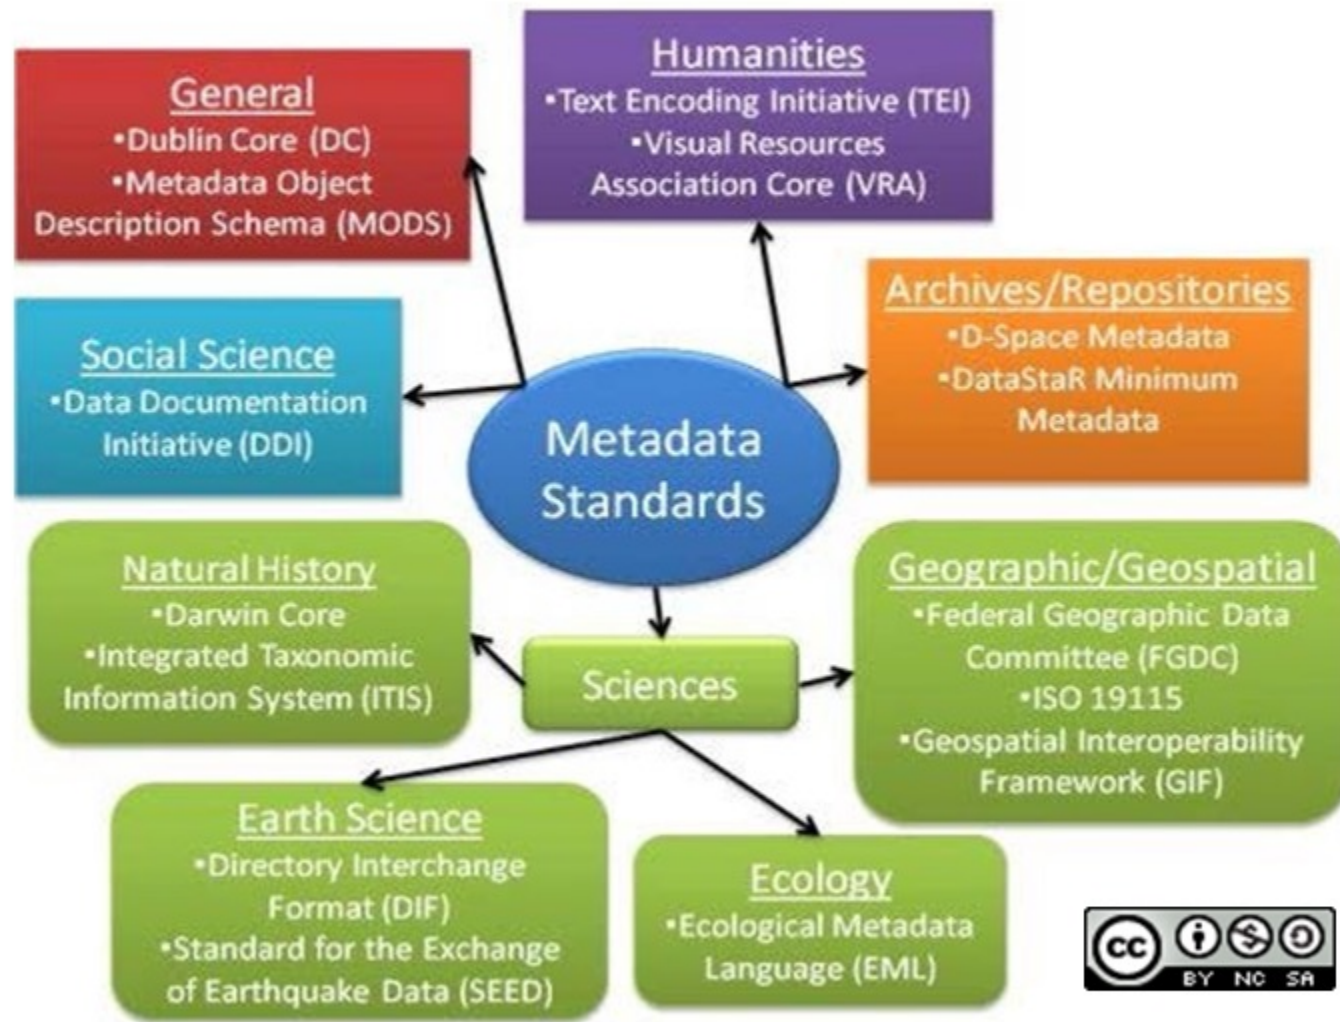 General
•Dublin Core (DC)
•Metadata Object
Description Schema (MODS)
Humanities
•Text Encoding Initiative (TEI)
•Visual Resources
Association Core (VRA)
Social Science
•Data Documentation
Initiative (DDI)
Metadata
Standards
Archives/Repositories
•D-Space Metadata
•DataStaR Minimum
Metadata
Natural History
•Darwin Core
•Integrated Taxonomic
Information System (ITIS)
Sciences
Geographic/Geospatial
•Federal Geographic Data
Committee (FGDC)
•ISO 19115
•Geospatial Interoperability
Framework (GIF)
Earth Science
•Directory Interchange
Format (DIF)
•Standard for the Exchange
of Earthquake Data (SEED)
Ecology
•Ecological Metadata
Language (EML)
cc
BY NC SA